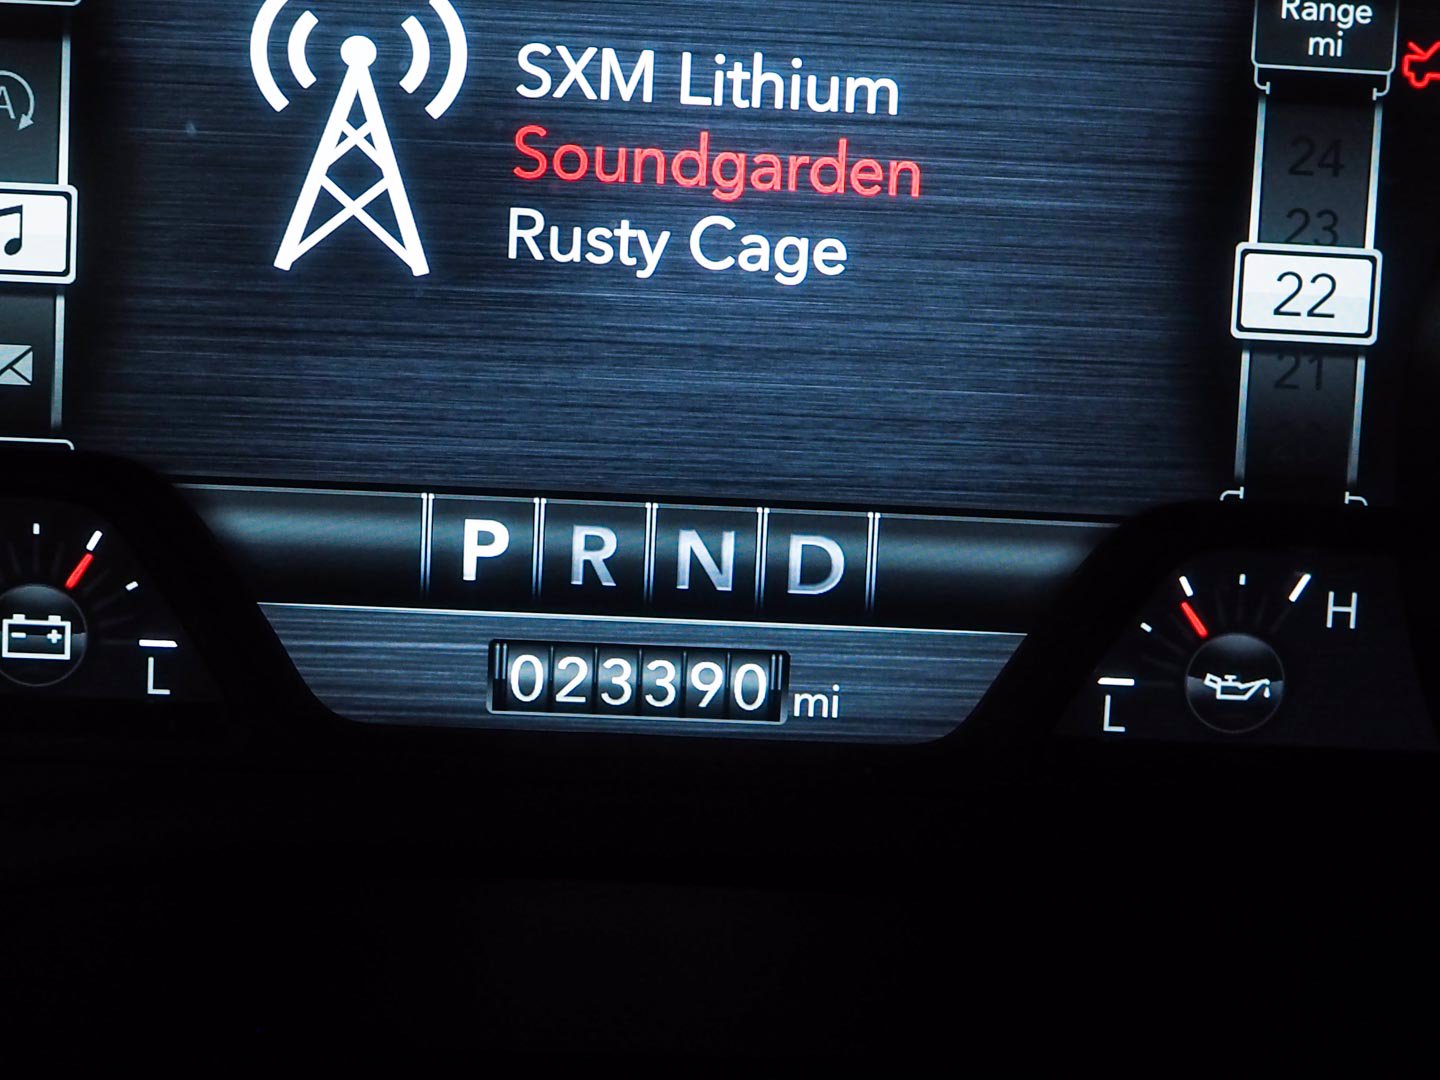 SXM Lithium
Soundgarden
Rusty Cage
Range
mi
24
23
22
21
A
P R N D
023390 mi
L
L
H